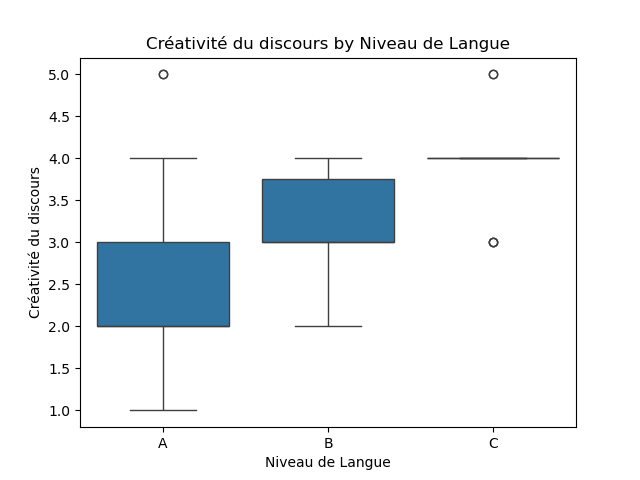 Créativité du discours by Niveau de Langue
Créativité du discours
5.0
4.5
4.0
3.5
3.0
2.5
2.0
1.5
1.0
A
B
C
Niveau de Langue